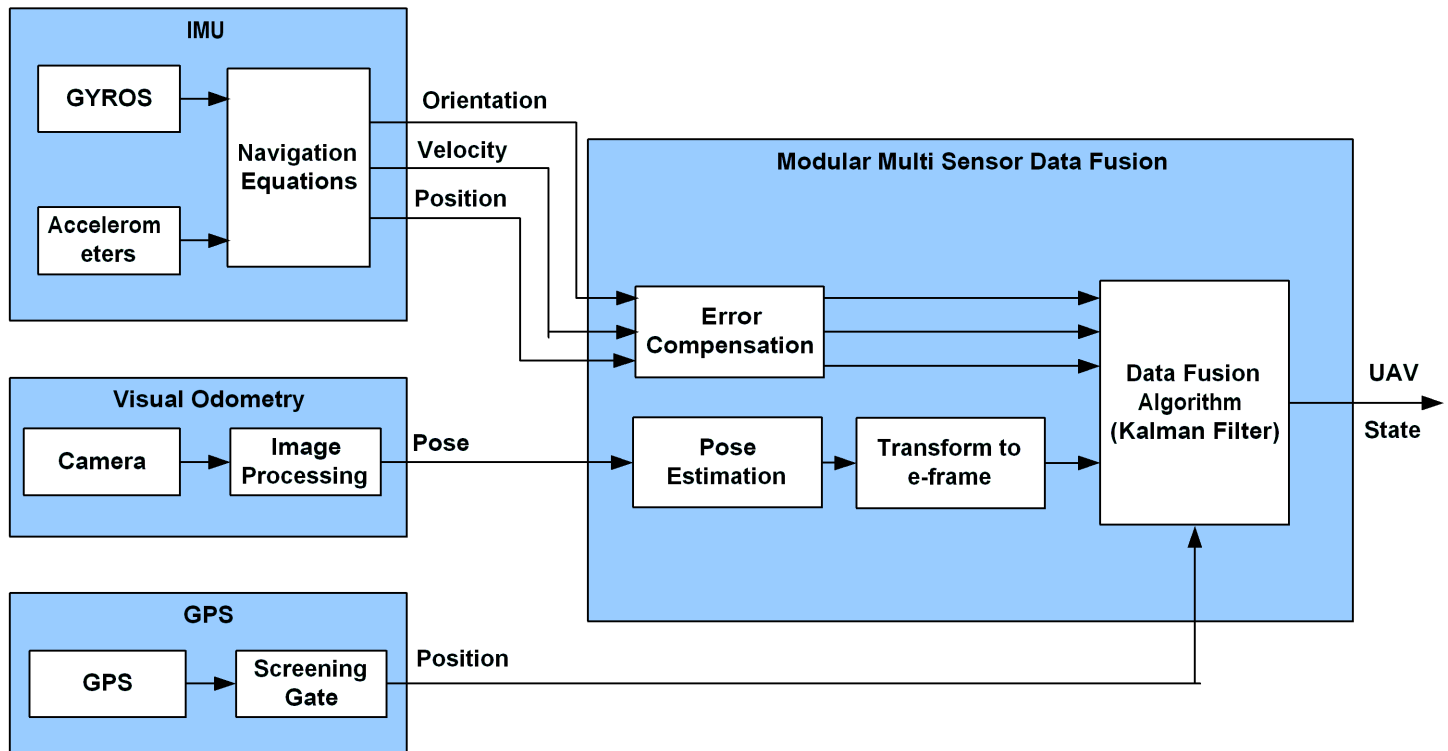 IMU
GYROS
Accelerom
eters
Navigation
Equations
Orientation
Velocity
Position
Visual Odometry
Camera
Image
Processing
Pose
GPS
GPS
Screening
Gate
Position
Modular Multi Sensor Data Fusion
Error
Compensation
Pose
Estimation
Transform to
e-frame
Data Fusion
Algorithm
(Kalman Filter)
UAV
State